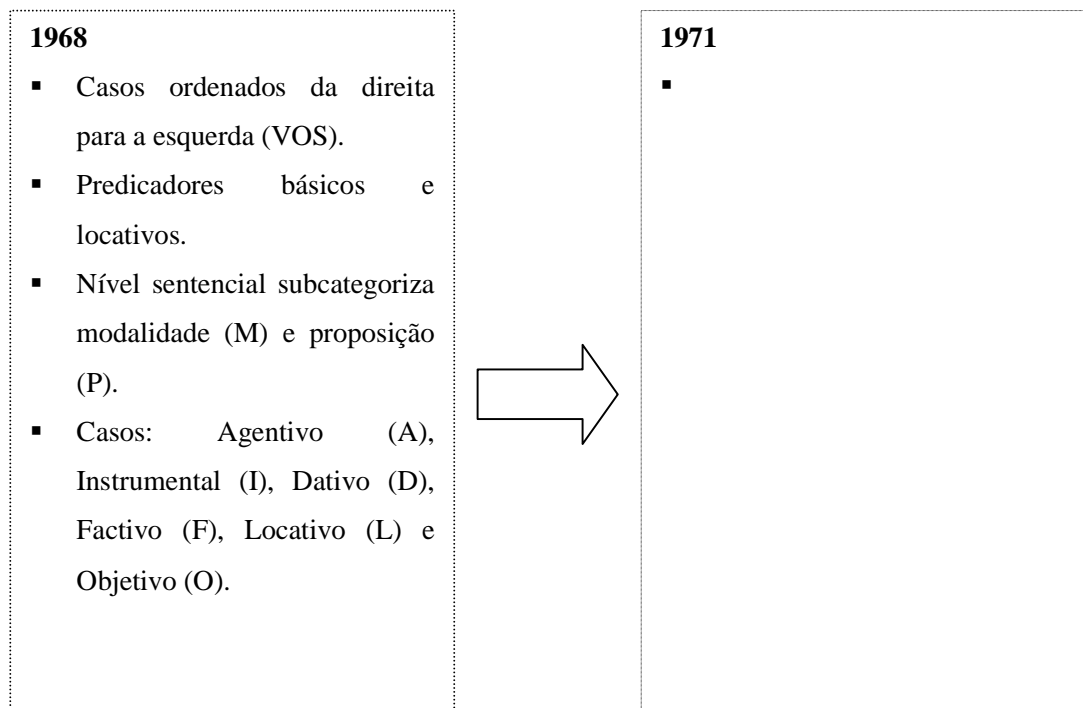 1968
▪ Casos ordenados da direita
para a esquerda (VOS).
▪ Predicadores básicos e
locativos.
▪ Nível sentencial subcategoriza
modalidade (M) e proposição
(P).
▪ Casos: Agentivo (A),
Instrumental (I), Dativo (D),
Factivo (F), Locativo (L) e
Objetivo (O).
1971
▪